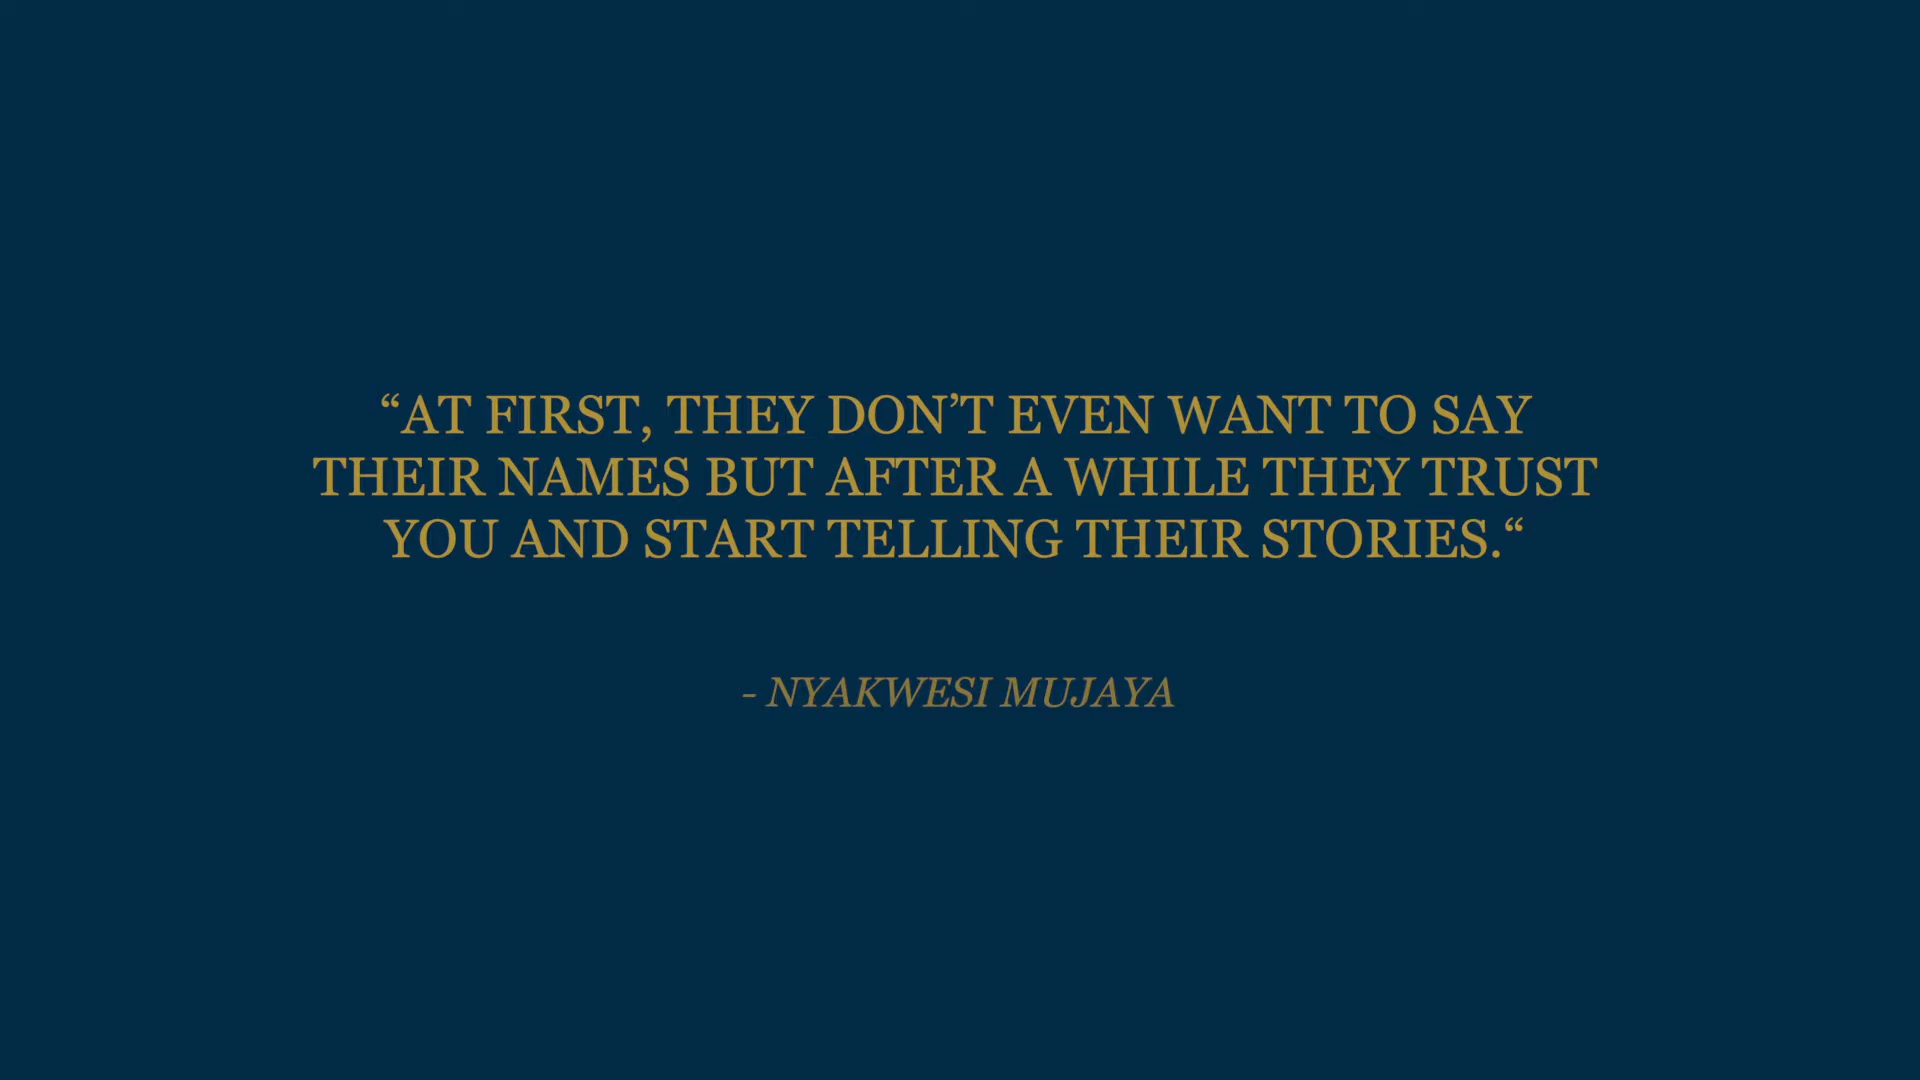 “AT FIRST, THEY DON’T EVEN WANT TO SAY
THEIR NAMES BUT AFTER A WHILE THEY TRUST
YOU AND START TELLING THEIR STORIES.“
- NYAKWESI MUJAYA